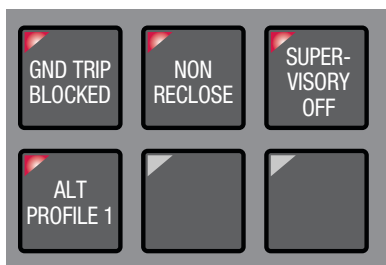 GND TRIP
BLOCKED
NON
RECLOSE
SUPER-
VISORY
OFF
ALT
PROFILE 1